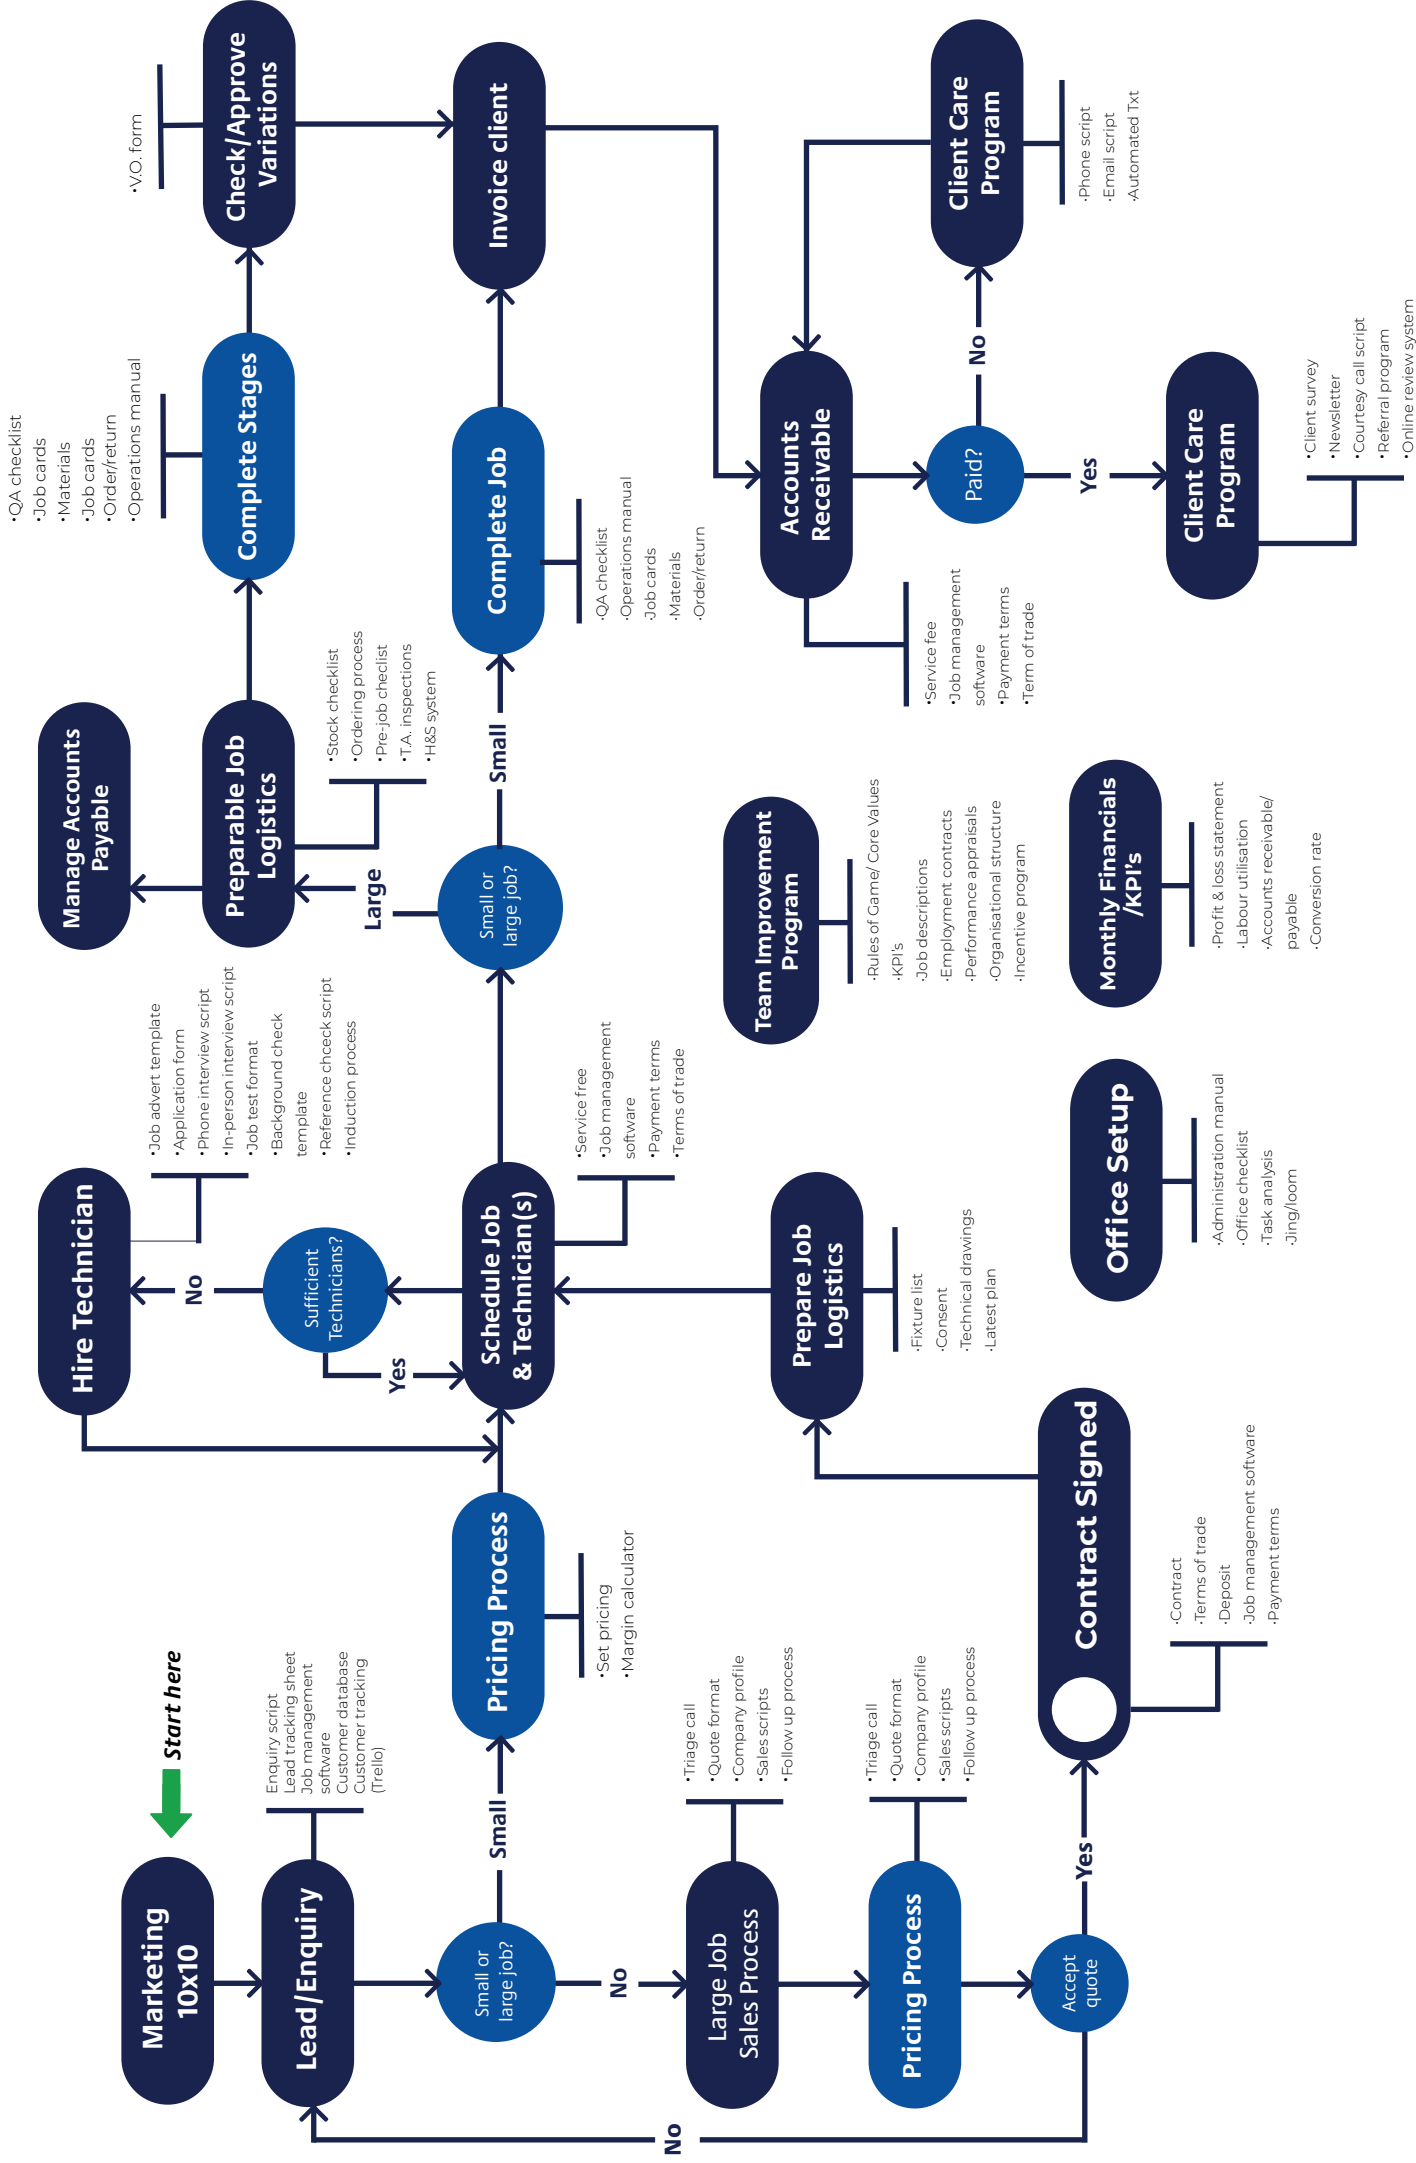 Start here
Marketing
10x10
Lead/Enquiry
Enquiry script
Lead tracking sheet
Job management
software
Customer database
Customer tracking
(Trello)
Small or
large job?
Small
No
Large Job
Sales Process
•Triage call
•Quote format
•Company profile
•Sales scripts
•Follow up process
Pricing Process
•Triage call
•Quote format
•Company profile
•Sales scripts
•Follow up process
Accept
quote
No
Yes
Contract Signed
•Contract
•Terms of trade
•Deposit
•Job management software
•Payment terms
Pricing Process
•Set pricing
•Margin calculator
Prepare Job
Logistics
•Fixture list
•Consent
•Technical drawings
•Latest plan
Schedule Job
& Technician(s)
•Service free
•Job management
software
•Payment terms
•Terms of trade
Sufficient
Technicians?
Yes
No
Hire Technician
•Job advert template
•Application form
•Phone interview script
•In-person interview script
•Job test format
•Background check
template
•Reference chceck script
•Induction process
Small or
large job?
Large
Small
Manage Accounts
Payable
Preparable Job
Logistics
•Stock checklist
•Ordering process
•Pre-job checlist
•T.A. inspections
•H&S system
Complete Stages
•QA checklist
•Job cards
•Materials
•Job cards
•Order/return
•Operations manual
Check/Approve
Variations
•V.O. form
Complete Job
•QA checklist
•Operations manual
•Job cards
•Materials
•Order/return
Invoice client
Accounts
Receivable
•Service fee
•Job management
software
•Payment terms
•Term of trade
Paid?
No
Yes
Client Care
Program
•Phone script
•Email script
•Automated Txt
Client Care
Program
•Client survey
•Newsletter
•Courtesy call script
•Referral program
•Online review system
Team Improvement
Program
•Rules of Game/ Core Values
•KPI's
•Job descriptions
•Employment contracts
•Performance appraisals
•Organisational structure
•Incentive program
Office Setup
•Administration manual
•Office checklist
•Task analysis
•Jing/loom
Monthly Financials
/KPI's
•Profit & loss statement
•Labour utilisation
•Accounts receivable/
payable
•Conversion rate